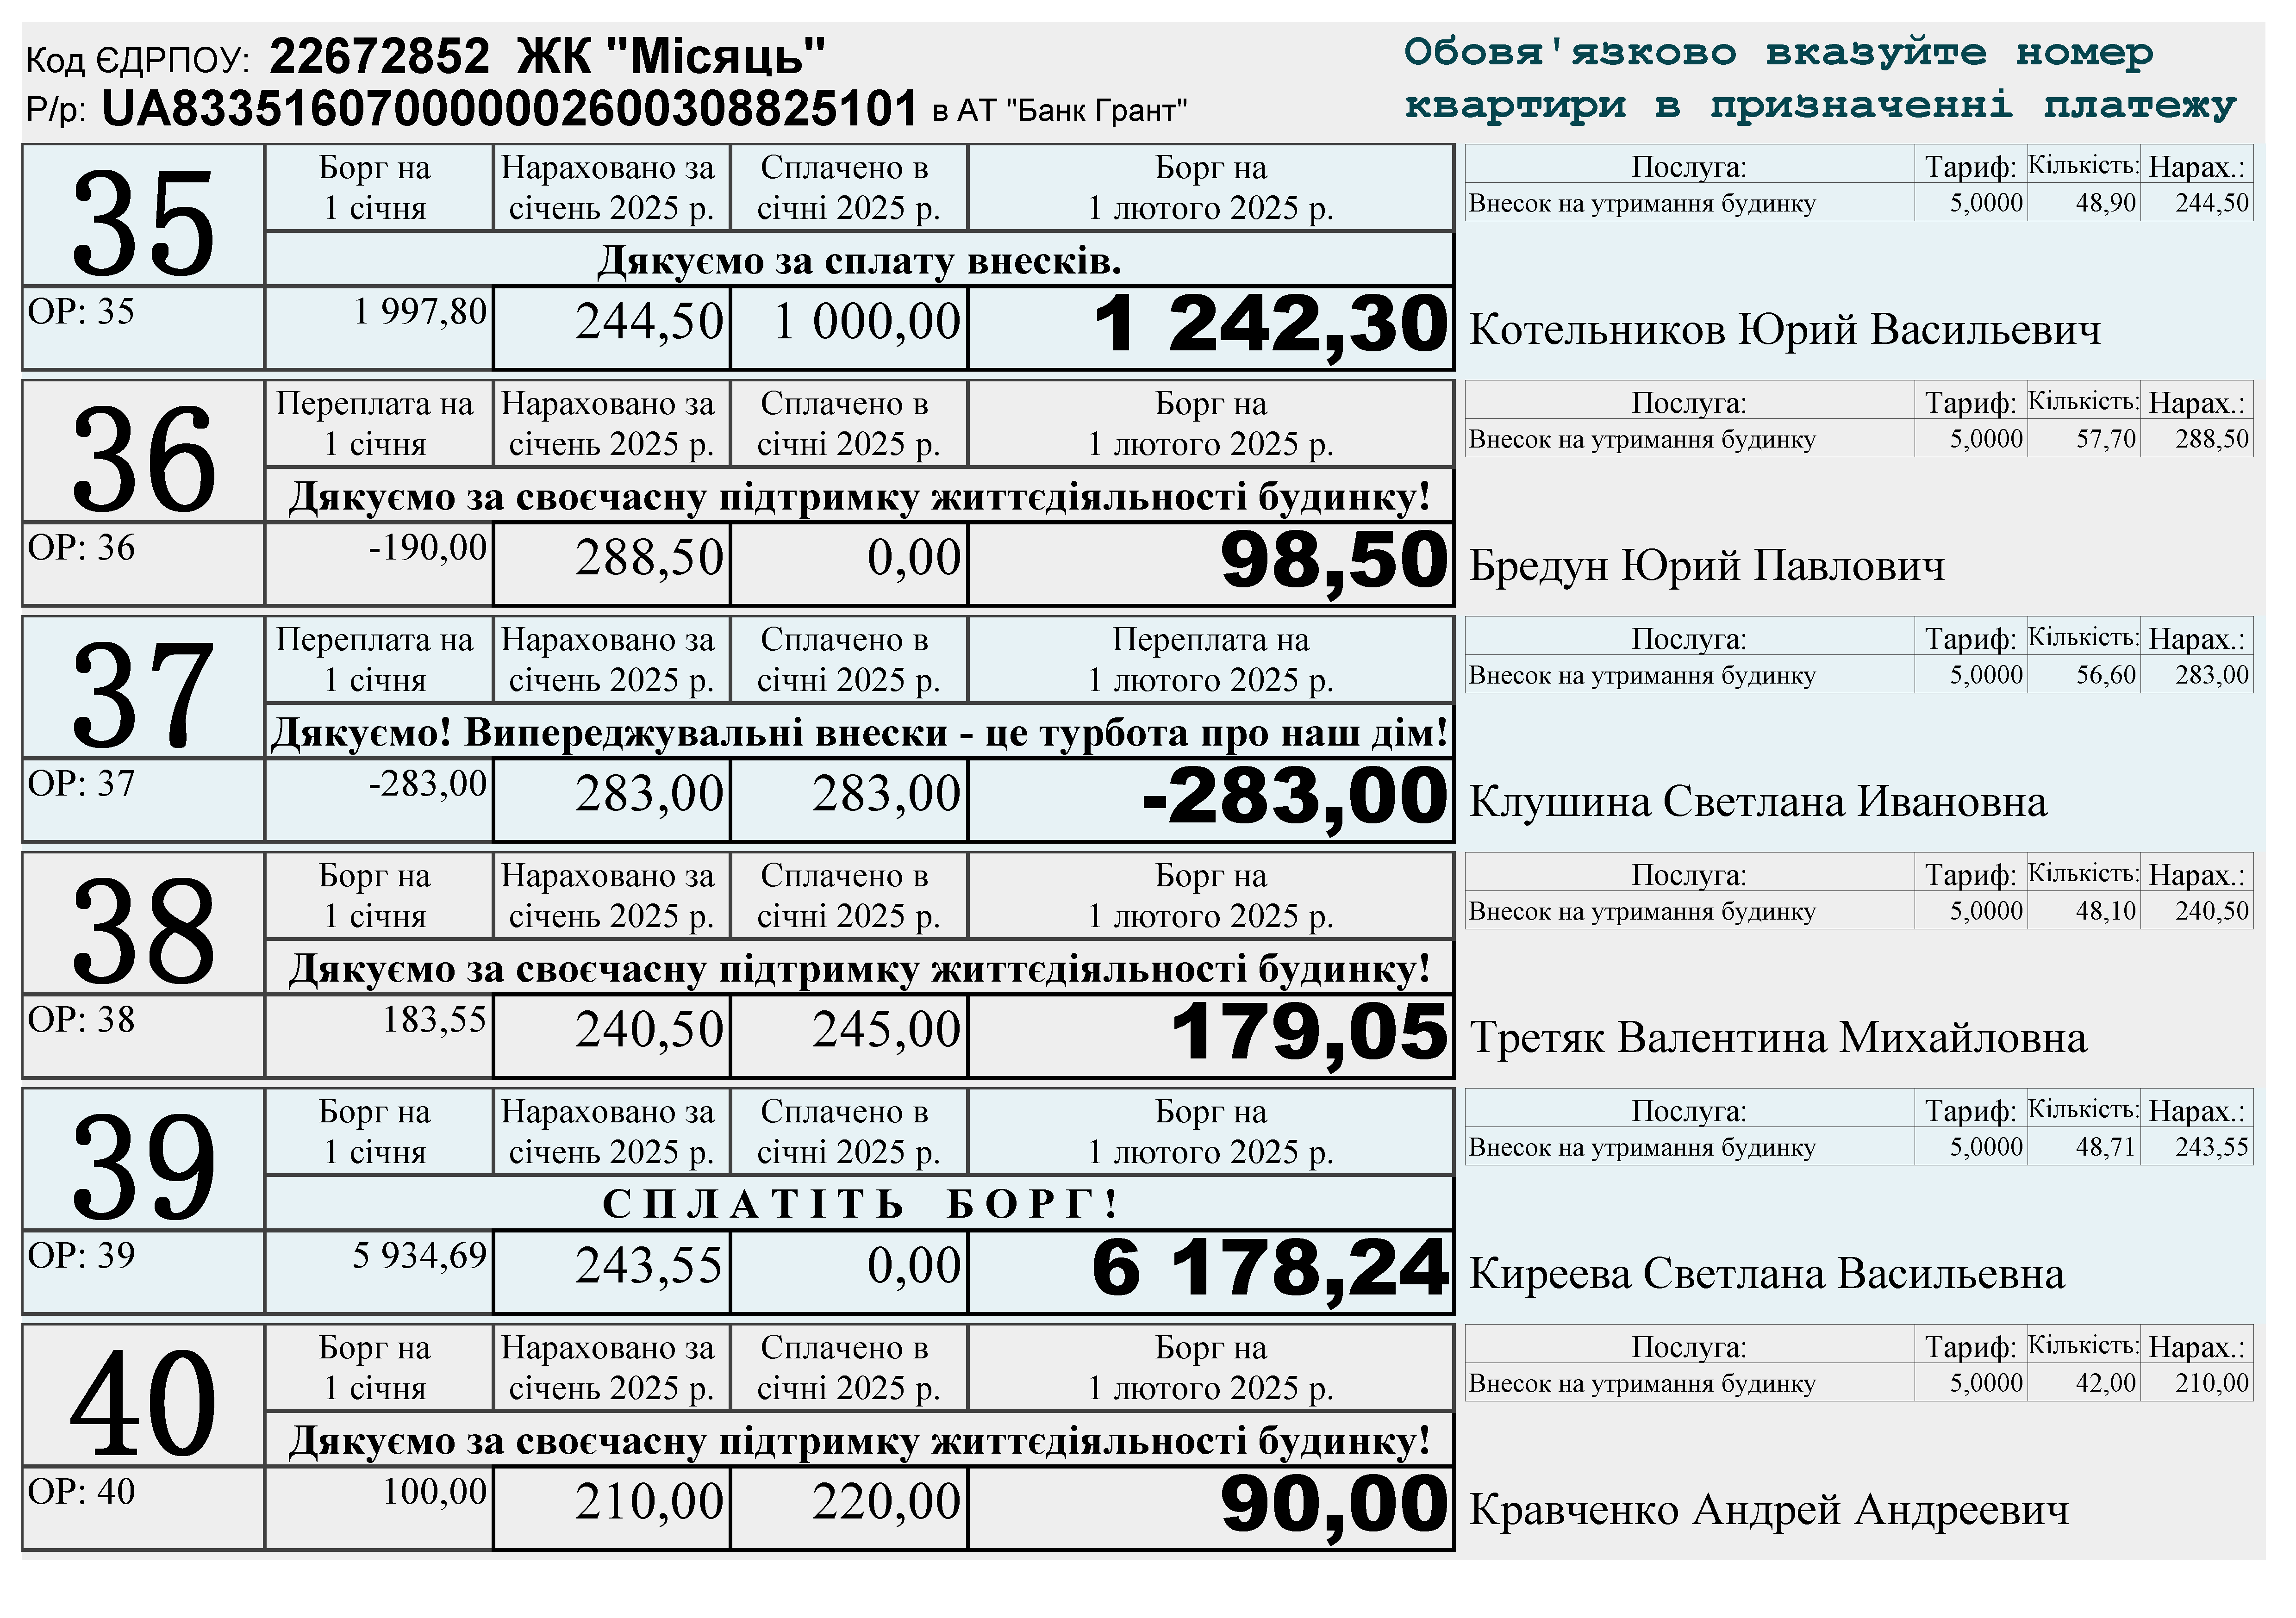 Код ЄДРПОУ: 22672852 ЖК "Місяць"
Р/р: UA833516070000002600308825101 в АТ "Банк Грант"
Обовя'язково вказуйте номер
квартири в призначенні платежу
35
Борг на
1 січня
Нараховано за
січень 2025 р.
Сплачено в
січні 2025 р.
Борг на
1 лютого 2025 р.
Дякуємо за сплату внесків.
ОР: 35 1 997,80 244,50 1 000,00 1 242,30
Послуга: Тариф: Кількість: Нарах.:
Внесок на утримання будинку 5,0000 48,90 244,50
Котельников Юрий Васильевич
36
Переплата на
1 січня
Нараховано за
січень 2025 р.
Сплачено в
січні 2025 р.
Борг на
1 лютого 2025 р.
Дякуємо за своєчасну підтримку життєдіяльності будинку!
ОР: 36 -190,00 288,50 0,00 98,50
Послуга: Тариф: Кількість: Нарах.:
Внесок на утримання будинку 5,0000 57,70 288,50
Бредун Юрий Павлович
37
Переплата на
1 січня
Нараховано за
січень 2025 р.
Сплачено в
січні 2025 р.
Переплата на
1 лютого 2025 р.
Дякуємо! Випереджувальні внески - це турбота про наш дім!
ОР: 37 -283,00 283,00 283,00 -283,00
Послуга: Тариф: Кількість: Нарах.:
Внесок на утримання будинку 5,0000 56,60 283,00
Клушина Светлана Ивановна
38
Борг на
1 січня
Нараховано за
січень 2025 р.
Сплачено в
січні 2025 р.
Борг на
1 лютого 2025 р.
Дякуємо за своєчасну підтримку життєдіяльності будинку!
ОР: 38 183,55 240,50 245,00 179,05
Послуга: Тариф: Кількість: Нарах.:
Внесок на утримання будинку 5,0000 48,10 240,50
Третяк Валентина Михайловна
39
Борг на
1 січня
Нараховано за
січень 2025 р.
Сплачено в
січні 2025 р.
Борг на
1 лютого 2025 р.
С П Л А Т І Т Ь Б О Р Г !
ОР: 39 5 934,69 243,55 0,00 6 178,24
Послуга: Тариф: Кількість: Нарах.:
Внесок на утримання будинку 5,0000 48,71 243,55
Киреева Светлана Васильевна
40
Борг на
1 січня
Нараховано за
січень 2025 р.
Сплачено в
січні 2025 р.
Борг на
1 лютого 2025 р.
Дякуємо за своєчасну підтримку життєдіяльності будинку!
ОР: 40 100,00 210,00 220,00 90,00
Послуга: Тариф: Кількість: Нарах.:
Внесок на утримання будинку 5,0000 42,00 210,00
Кравченко Андрей Андреевич